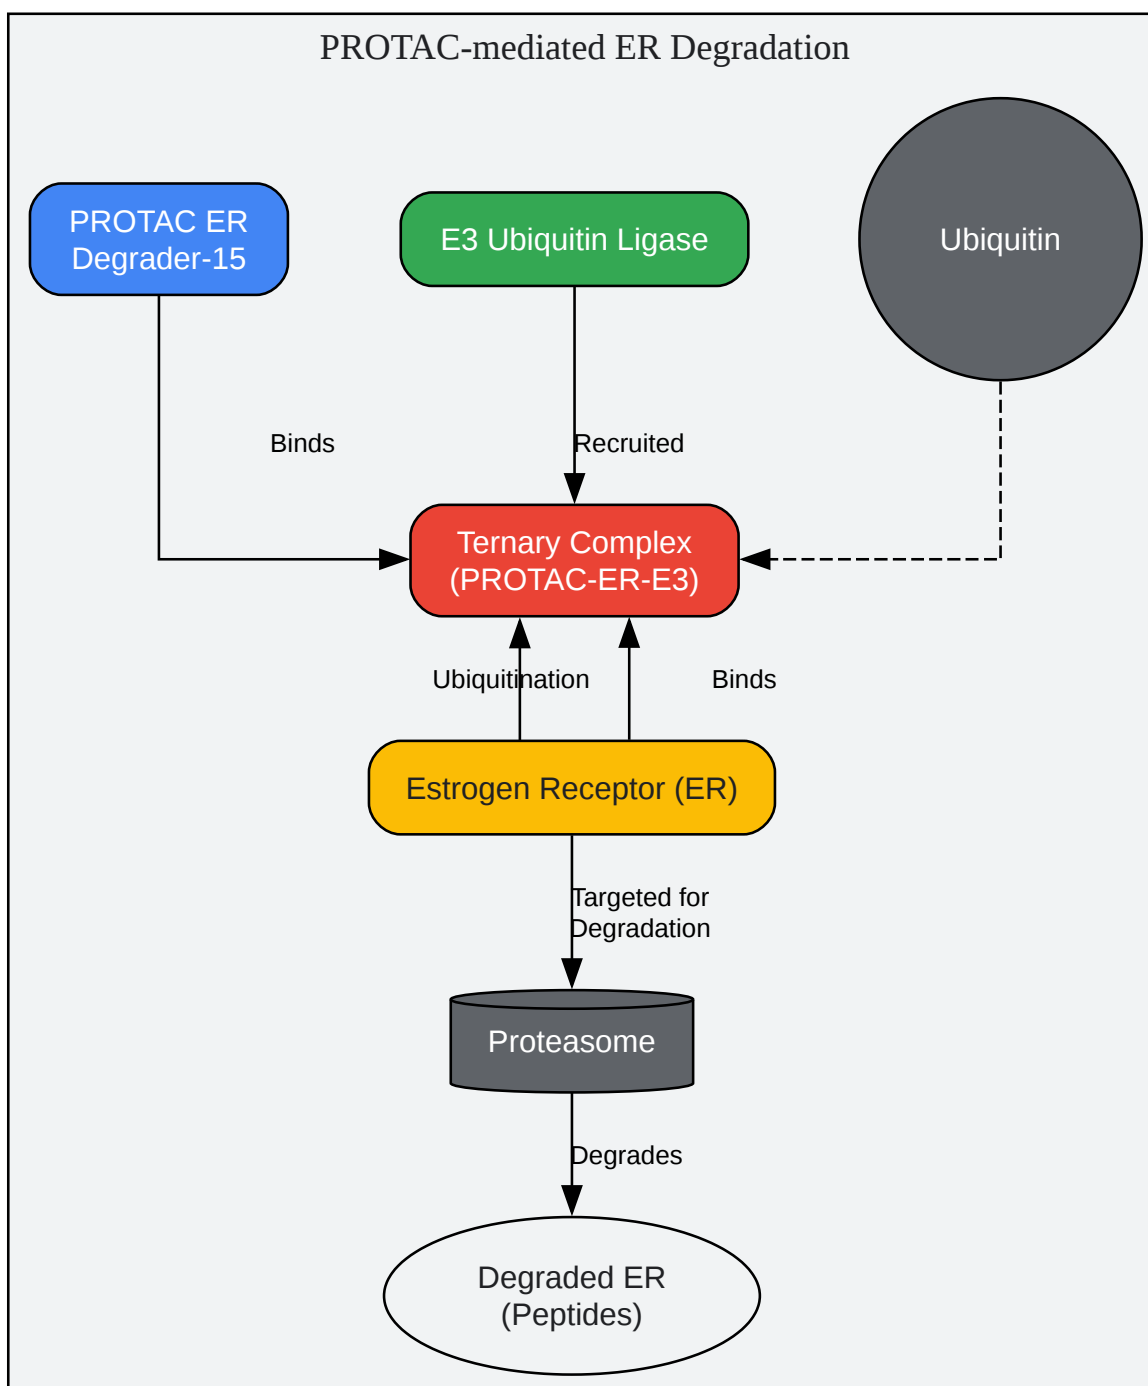 PROTAC-mediated ER Degradation
PROTAC ER
Degrader-15
E3 Ubiquitin Ligase
Ubiquitin
Binds
Recruited
Ternary Complex
(PROTAC-ER-E3)
Ubiquitination
Binds
Estrogen Receptor (ER)
Targeted for
Degradation
Proteasome
Degrades
Degraded ER
(Peptides)